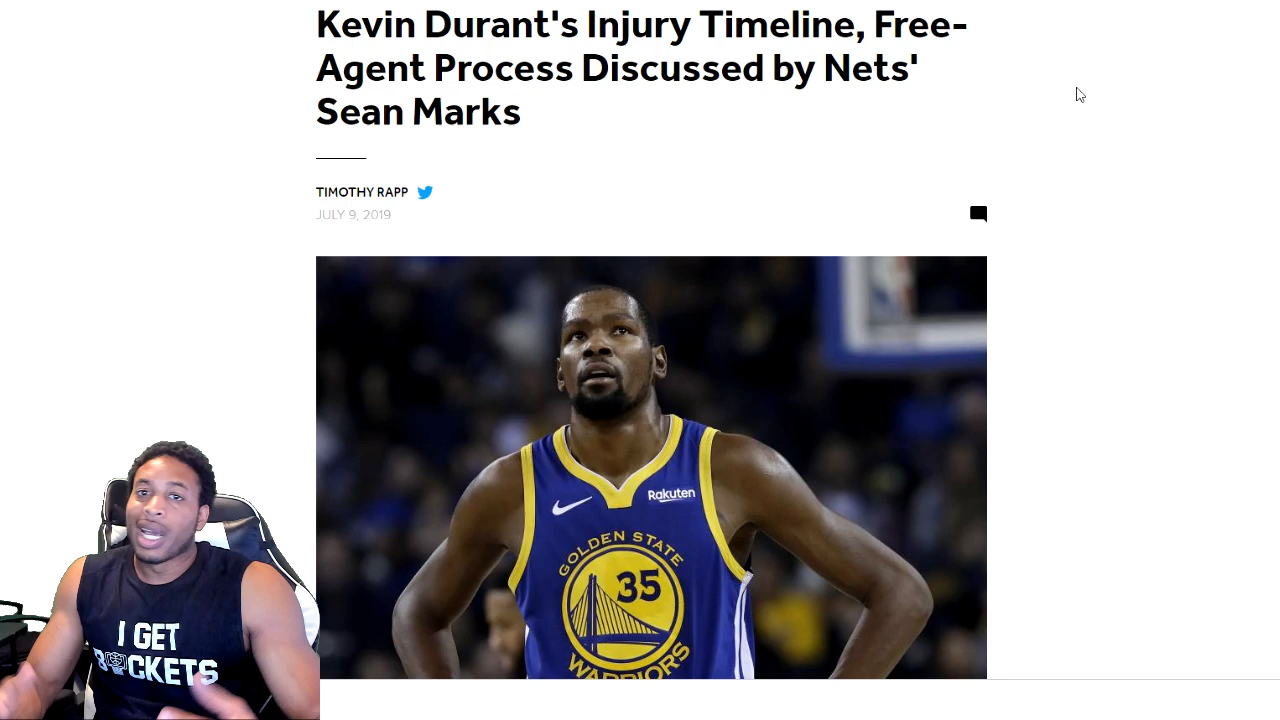 Kevin Durant's Injury Timeline, Free-
Agent Process Discussed by Nets'
Sean Marks
TIMOTHY RAPP
JULY 9, 2019
Rakuten
GOLDEN STATE
35
WARRIORS
I GET
BUCKETS